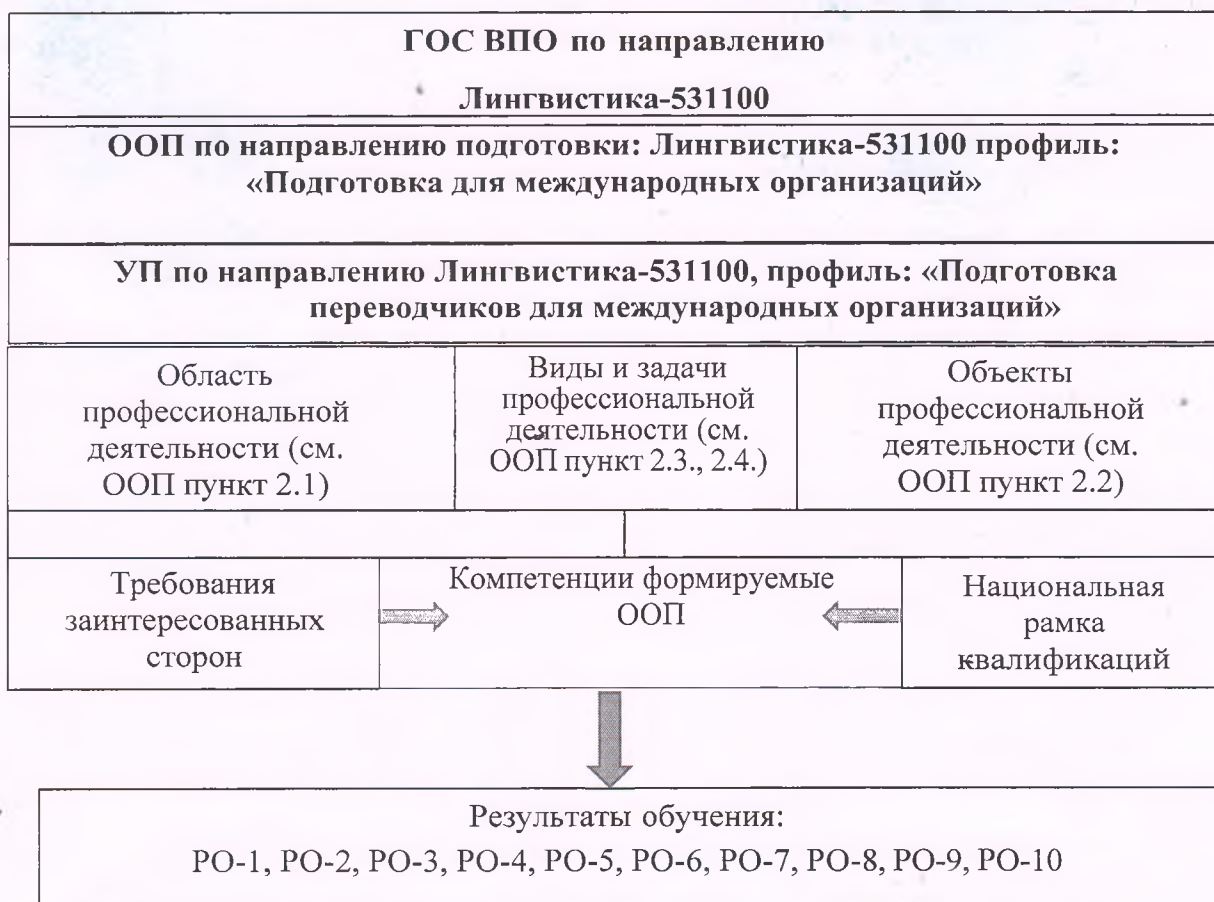 ГОС ВПО по направлению
Лингвистика-531100
ООП по направлению подготовки: Лингвистика-531100 профиль:
«Подготовка для международных организаций»
УП по направлению Лингвистика-531100, профиль: «Подготовка
переводчиков для международных организаций»
Область
профессиональной
деятельности (см.
ООП пункт 2.1)
Виды и задачи
профессиональной
деятельности (см.
ООП пункт 2.3., 2.4.)
Объекты
профессиональной
деятельности (см.
ООП пункт 2.2)
Требования
заинтересованных
сторон
Компетенции формируемые
ООП
Национальная
рамка
квалификаций
Результаты обучения:
РО-1, РО-2, РО-3, РО-4, РО-5, РО-6, РО-7, РО-8, РО-9, РО-10